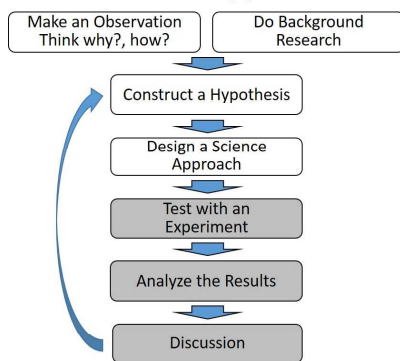 Make an Observation
Think why?, how?
Do Background
Research
Construct a Hypothesis
Design a Science
Approach
Test with an
Experiment
Analyze the Results
Discussion